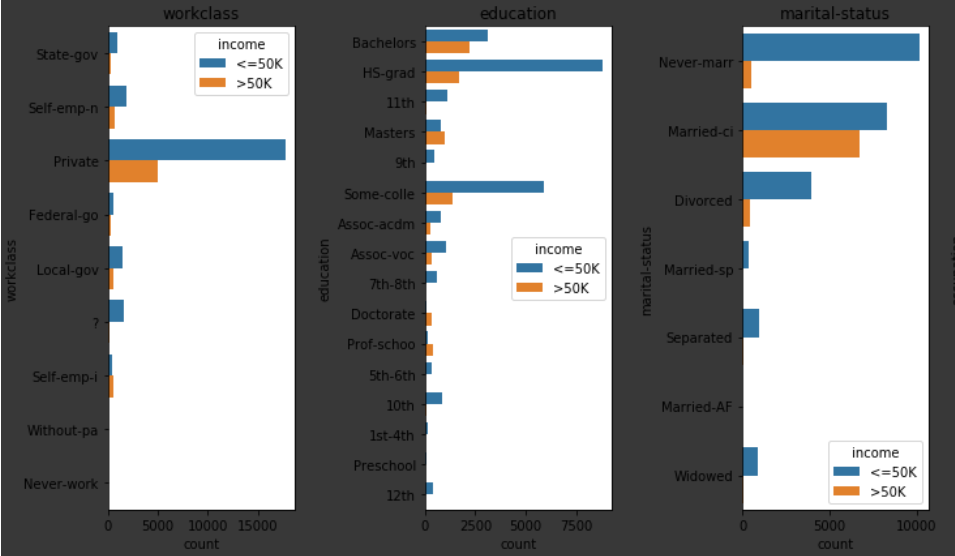 workclass
State-gov
Self-emp-n
Private
Federal-go
Local-gov
?
Self-emp-i
Without-pa
Never-work
workclass
income
<=50K
>50K
0
5000
10000
15000
count
education
Bachelors
HS-grad
11th
Masters
9th
Some-colle
Assoc-acdm
Assoc-voc
7th-8th
Doctorate
Prof-schoo
5th-6th
10th
1st-4th
Preschool
12th
education
income
<=50K
>50K
0
2500
5000
7500
count
marital-status
Never-marr
Married-ci
Divorced
Married-sp
Separated
Married-AF
Widowed
marital-status
income
<=50K
>50K
0
5000
10000
count